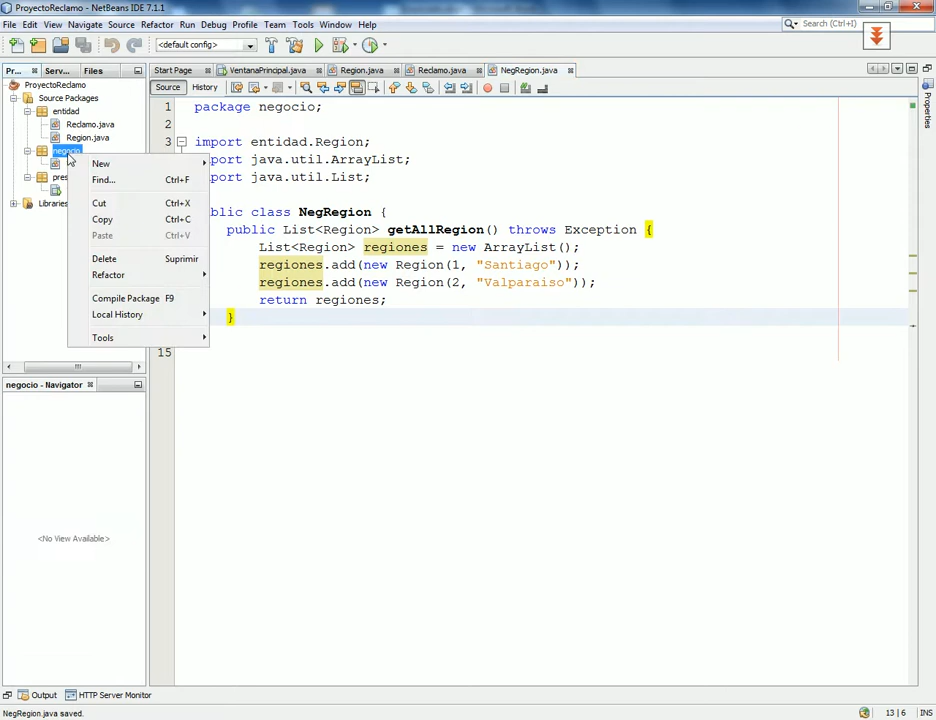 ProyectoReclamo - NetBeans IDE 7.1.1
File Edit View Navigate Source Refactor Run Debug Profile Team Tools Window Help
Search (Ctrl+I)
<default config>
Pr... Serv... Files
Start Page VentanaPrincipal.java Region.java Reclamo.java NegRegion.java
Source History
ProyectoReclamo
Source Packages
entidad
Reclamo.java
Region.java
negocio
pres
Libraries
New
Find... Ctrl+F
Cut Ctrl+X
Copy Ctrl+C
Paste Ctrl+V
Delete Suprimir
Refactor
Compile Package F9
Local History
Tools
1 package negocio;
2
3 import entidad.Region;
port java.util.ArrayList;
port java.util.List;
blic class NegRegion {
public List<Region> getAllRegion() throws Exception {
List<Region> regiones = new ArrayList();
regiones.add(new Region(1, "Santiago"));
regiones.add(new Region(2, "Valparaiso"));
return regiones;
}
15
Properties
negocio - Navigator
<No View Available>
Output HTTP Server Monitor
NegRegion.java saved.
13 | 6 INS